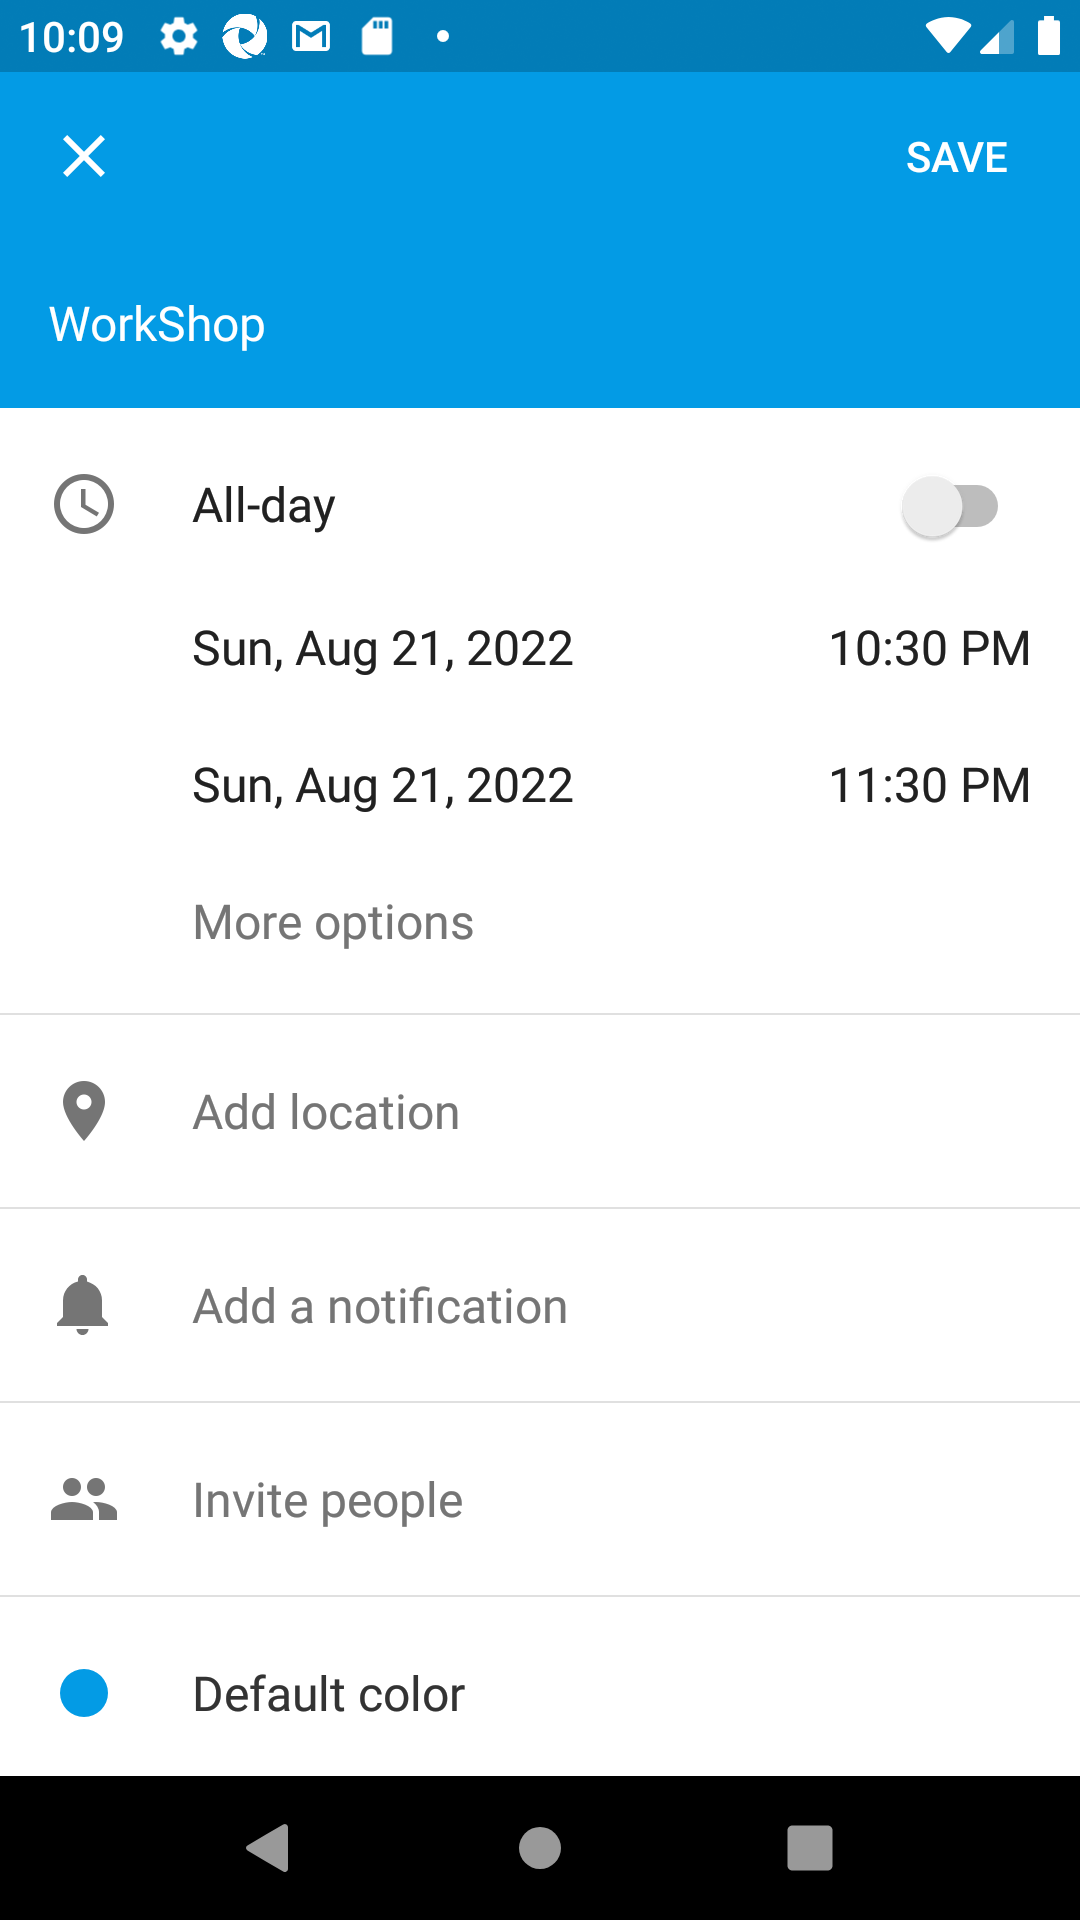 10:09
SAVE
WorkShop
All-day
Sun, Aug 21, 2022 10:30 PM
Sun, Aug 21, 2022 11:30 PM
More options
Add location
Add a notification
Invite people
Default color